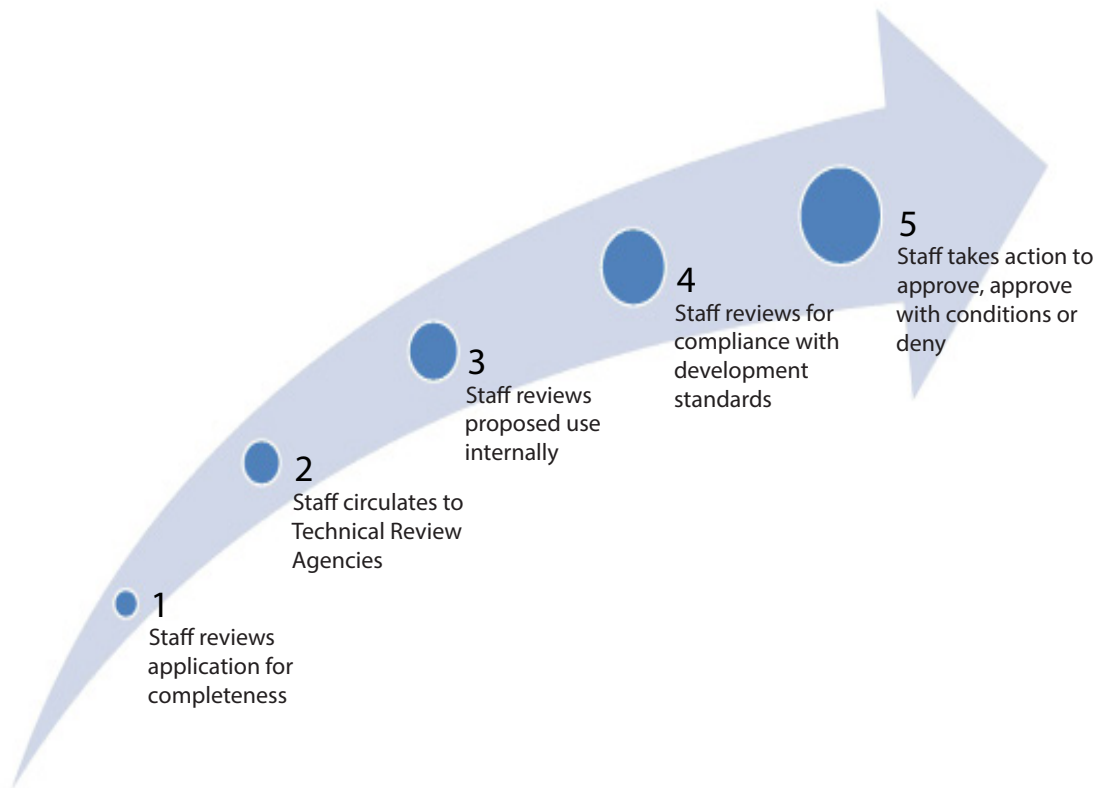 1
Staff reviews
application for
completeness
2
Staff circulates to
Technical Review
Agencies
3
Staff reviews
proposed use
internally
4
Staff reviews for
compliance with
development
standards
5
Staff takes action to
approve, approve
with conditions or
deny